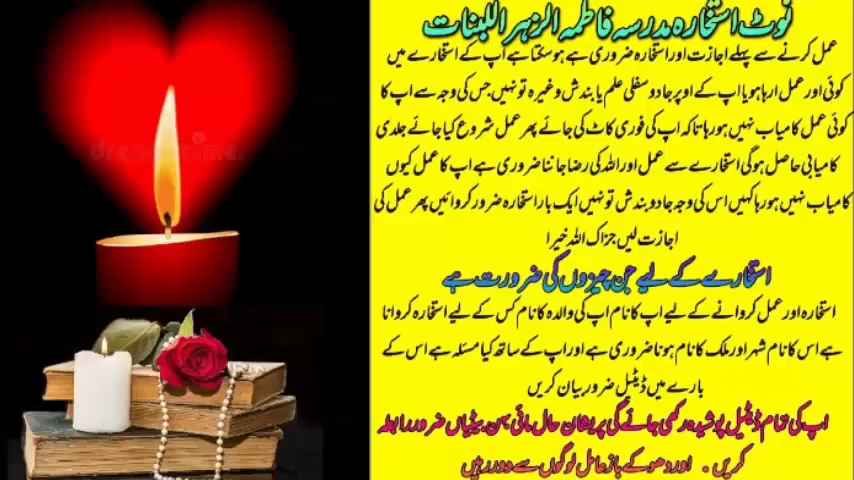 نوٹ استخارہ مدرسہ فاطمہ الزہرا للبنات
عمل کرنے سے پہلے اجازت اور استخارہ ضروری ہے ہو سکتا ہے اپ کے استخارے میں
کوئی اور عمل ارہا ہو یا اپ کے اوپر جادو سفلی علم یا بندش وغیرہ تو نہیں جس کی وجہ سے اپ کا
کوئی عمل کامیاب نہیں ہو رہا تاکہ اپ کی فوری کاٹ کی جائے پھر عمل شروع کیا جائے جلدی
کامیابی حاصل ہوگی استخارے سے عمل اور اللہ کی رضا جاننا ضروری ہے اپ کا عمل کیوں
کامیاب نہیں ہو رہا کہیں اس کی وجہ جادو بندش تو نہیں ایک بار استخارہ ضرور کروائیں پھر عمل کی
اجازت لیں جزاک اللہ خیرا
استخارے کے لیے جن چیزوں کی ضرورت ہے
استخارہ اور عمل کروانے کے لیے اپ کا نام اپ کی والدہ کا نام کس کے لیے استخارہ کروانا
ہے اس کا نام شہر اور ملک کا نام ہونا ضروری ہے اور اپ کے ساتھ کیا مسئلہ ہے اس کے
بارے میں ڈیٹیل ضرور بیان کریں
اپ کی تمام ڈیٹیل پوشیدہ رکھی جائے گی پریشان حال مائی بہن بیٹیاں ضرور رابطہ
کریں . اور دھوکے باز عامل لوگوں سے دور رہیں